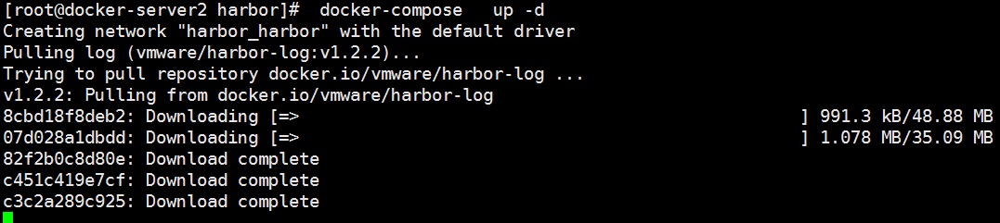 [root@docker-server2 harbor]#  docker-compose   up -d
Creating network "harbor_harbor" with the default driver
Pulling log (vmware/harbor-log:v1.2.2)...
Trying to pull repository docker.io/vmware/harbor-log ...
v1.2.2: Pulling from docker.io/vmware/harbor-log
8cbd18f8deb2: Downloading [=>                                                 ] 991.3 kB/48.88 MB
07d028a1dbdd: Downloading [=>                                                 ] 1.078 MB/35.09 MB
82f2b0c8d80e: Download complete
c451c419e7cf: Download complete
c3c2a289c925: Download complete